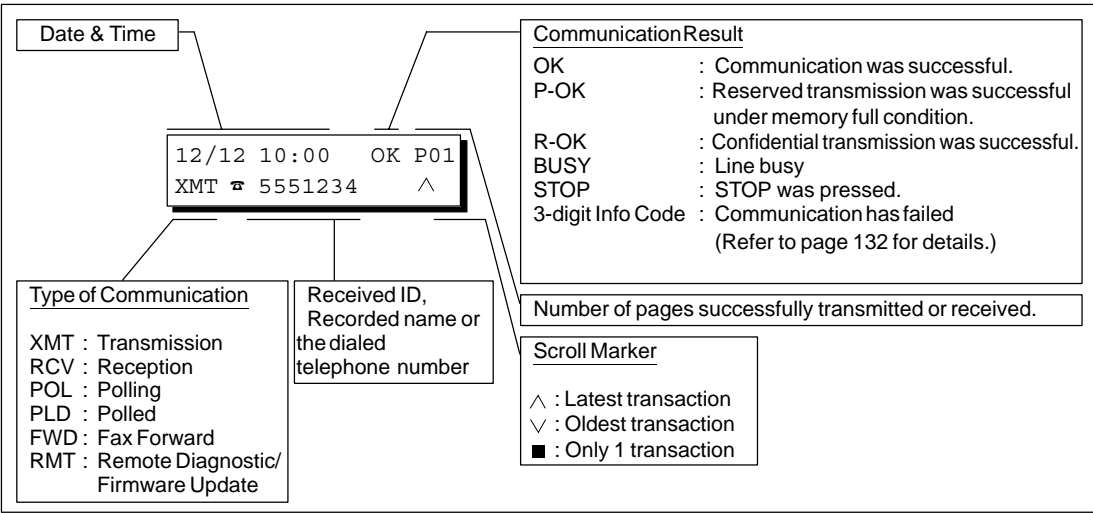 Date & Time
Communication Result
OK : Communication was successful.
P-OK : Reserved transmission was successful
under memory full condition.
R-OK : Confidential transmission was successful.
BUSY : Line busy
STOP : STOP was pressed.
3-digit Info Code : Communication has failed
(Refer to page 132 for details.)
12/12 10:00 OK P01
XMT ☎ 5551234 ∧
Type of Communication
XMT : Transmission
RCV : Reception
POL : Polling
PLD : Polled
FWD : Fax Forward
RMT : Remote Diagnostic/
Firmware Update
Received ID,
Recorded name or
the dialed
telephone number
Number of pages successfully transmitted or received.
Scroll Marker
∧ : Latest transaction
∨ : Oldest transaction
■ : Only 1 transaction